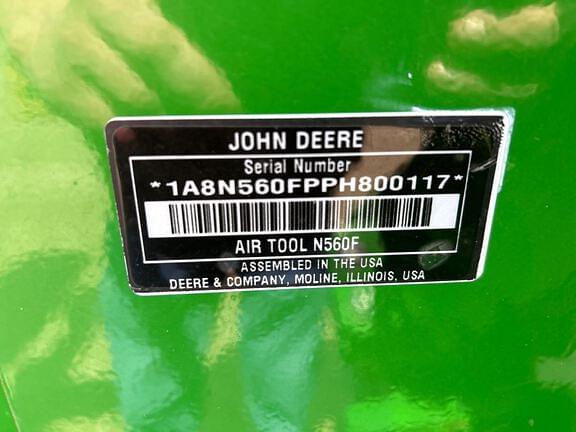 JOHN DEERE
Serial Number
*1A8N560FPPH800117*
AIR TOOL N560F
ASSEMBLED IN THE USA
DEERE & COMPANY, MOLINE, ILLINOIS, USA